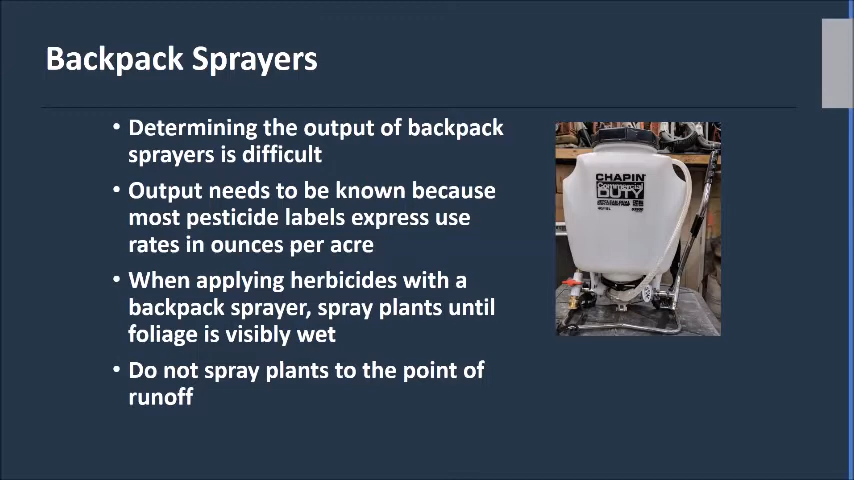 Backpack Sprayers
• Determining the output of backpack
sprayers is difficult
• Output needs to be known because
most pesticide labels express use
rates in ounces per acre
• When applying herbicides with a
backpack sprayer, spray plants until
foliage is visibly wet
• Do not spray plants to the point of
runoff
CHAPIN
Commercial
DUTY